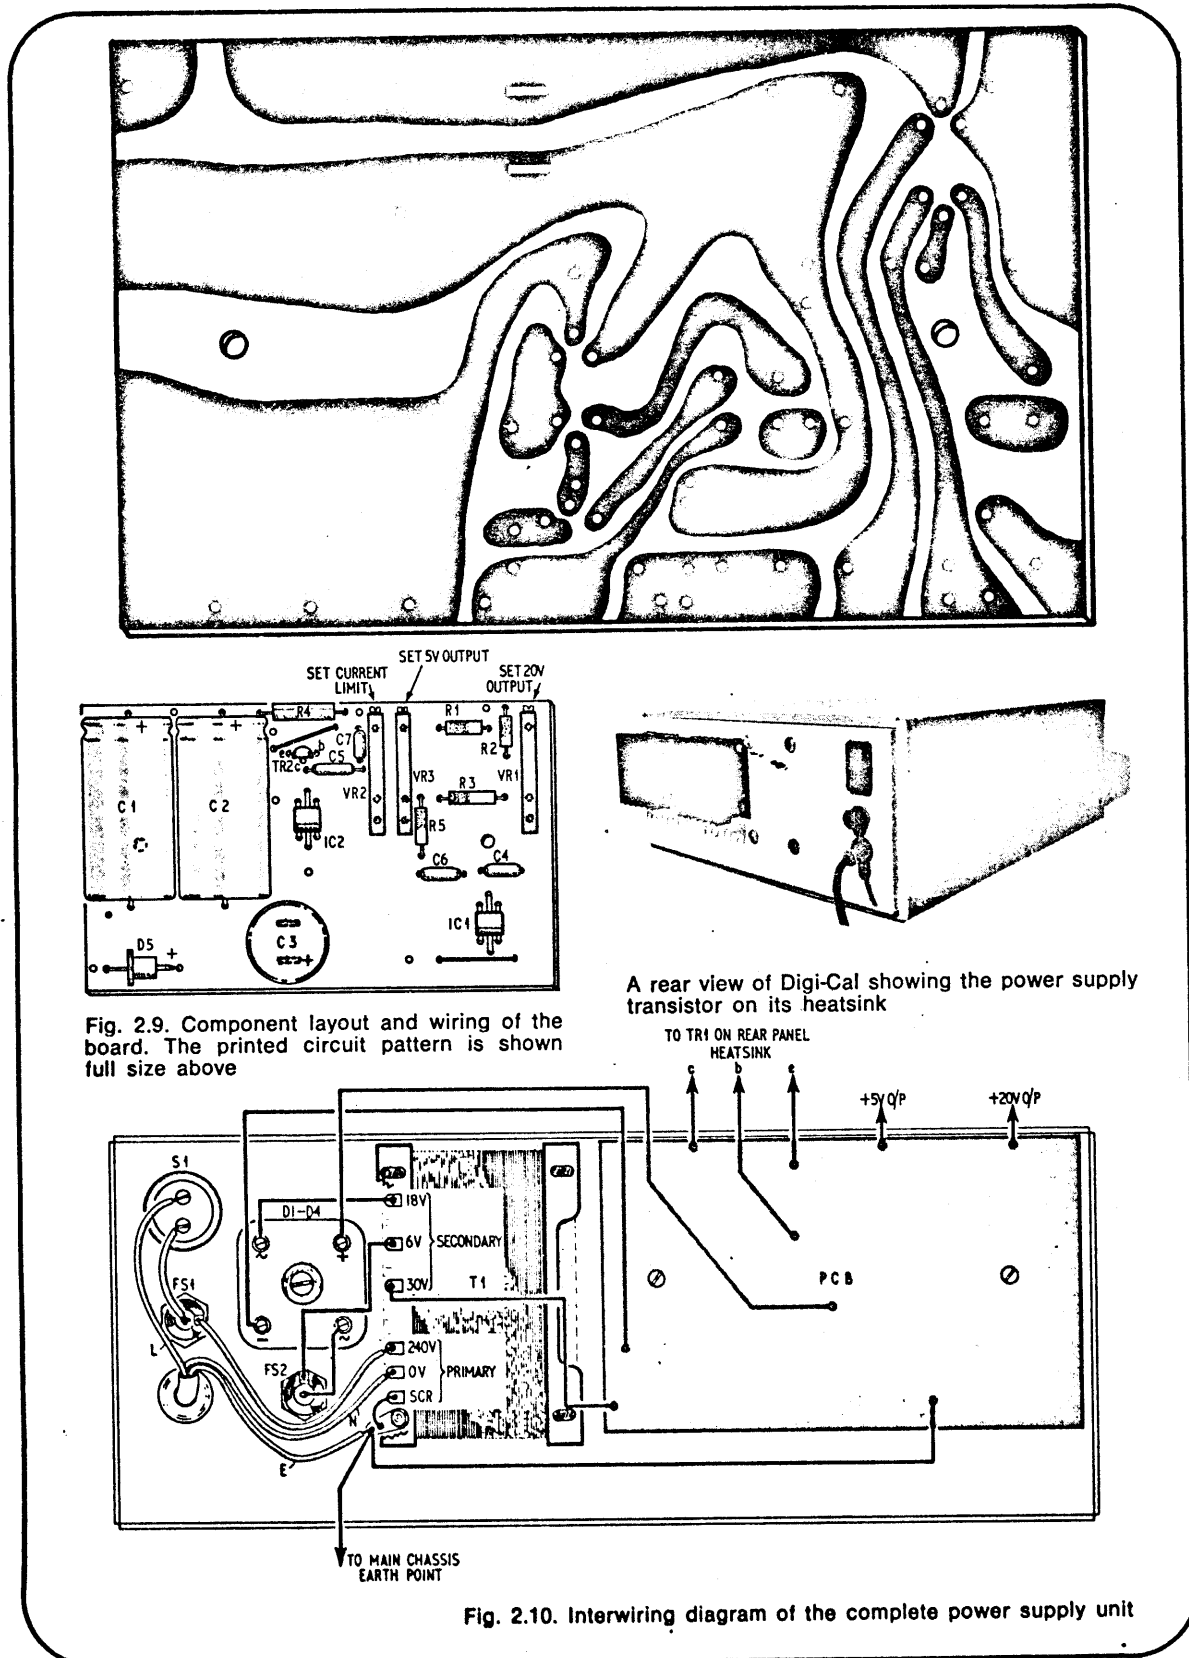 SET 5V OUTPUT
SET CURRENT
LIMIT
SET 20V
OUTPUT
R4
R1
R2
C7
e
b
TR2
c
C5
VR3
VR2
R3
VR1
C1
C2
IC2
R5
C6
C4
IC1
C3
+
+
+
D5
+
Fig. 2.9. Component layout and wiring of the
board. The printed circuit pattern is shown
full size above
A rear view of Digi-Cal showing the power supply
transistor on its heatsink
TO TR1 ON REAR PANEL
HEATSINK
c
b
e
+5V O/P
+20V O/P
S1
D1-D4
~
+
-
~
18V
6V
SECONDARY
30V
T1
FS1
L
FS2
240V
0V
PRIMARY
SCR
N
E
PCB
TO MAIN CHASSIS
EARTH POINT
Fig. 2.10. Interwiring diagram of the complete power supply unit